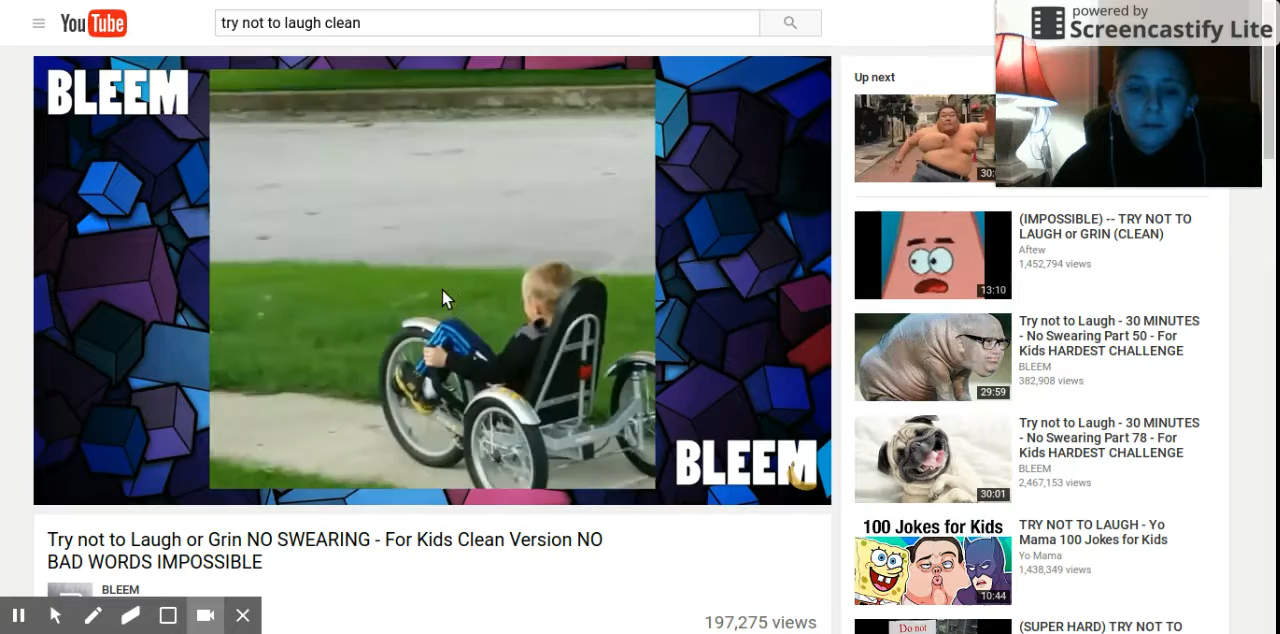 YouTube
try not to laugh clean
powered by
Screencastify Lite
BLEEM
BLEEM
Up next
30:
(IMPOSSIBLE) -- TRY NOT TO
LAUGH or GRIN (CLEAN)
Aftew
1,452,794 views
13:10
Try not to Laugh - 30 MINUTES
- No Swearing Part 50 - For
Kids HARDEST CHALLENGE
BLEEM
382,908 views
29:59
Try not to Laugh - 30 MINUTES
- No Swearing Part 78 - For
Kids HARDEST CHALLENGE
BLEEM
2,467,153 views
30:01
100 Jokes for Kids
TRY NOT TO LAUGH - Yo
Mama 100 Jokes for Kids
Yo Mama
1,438,349 views
10:44
Do not
(SUPER HARD) TRY NOT TO
Try not to Laugh or Grin NO SWEARING - For Kids Clean Version NO
BAD WORDS IMPOSSIBLE
BLEEM
197,275 views